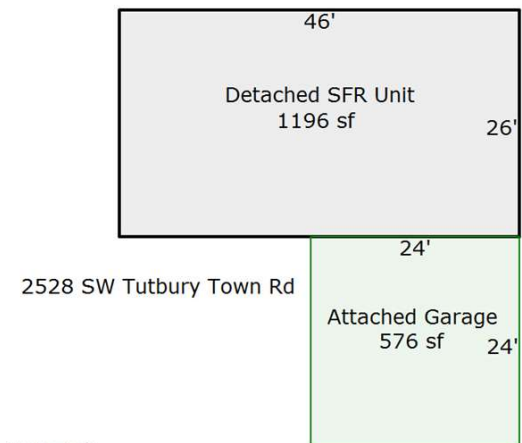 46'
Detached SFR Unit
1196 sf
26'
24'
2528 SW Tutbury Town Rd
Attached Garage
576 sf
24'